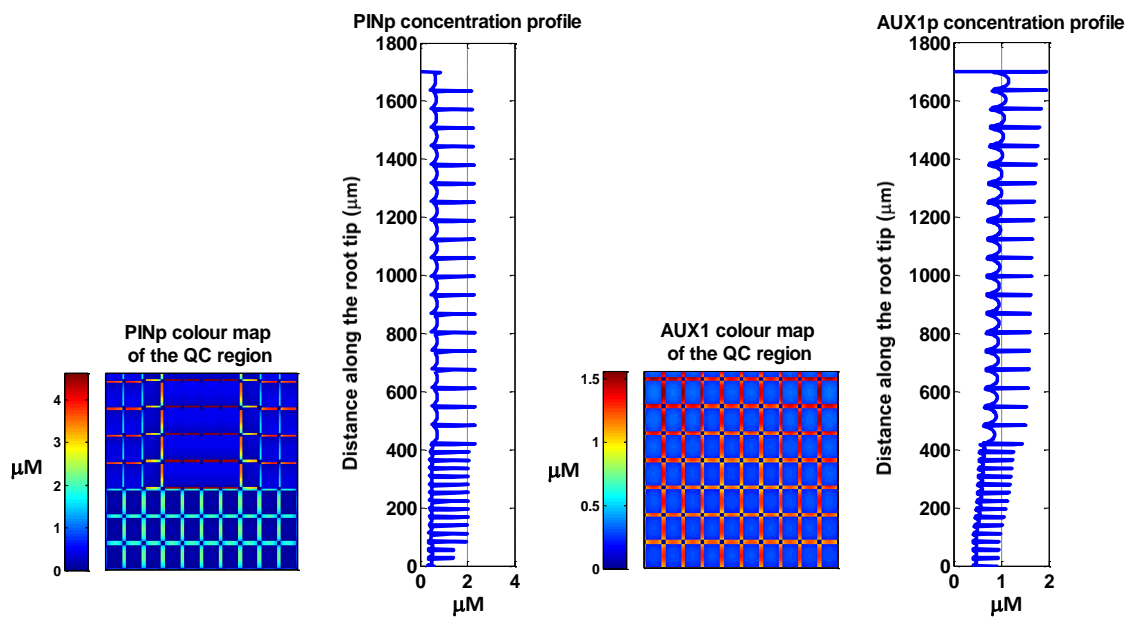 PINp concentration profile
1800
1600
1400
1200
1000
800
600
400
200
0
Distance along the root tip (μm)
0 2 4
μM
PINp colour map
of the QC region
4
3
2
1
0
μM
AUX1 colour map
of the QC region
1.5
1
0.5
0
μM
AUX1p concentration profile
1800
1600
1400
1200
1000
800
600
400
200
0
Distance along the root tip (μm)
0 1 2
μM